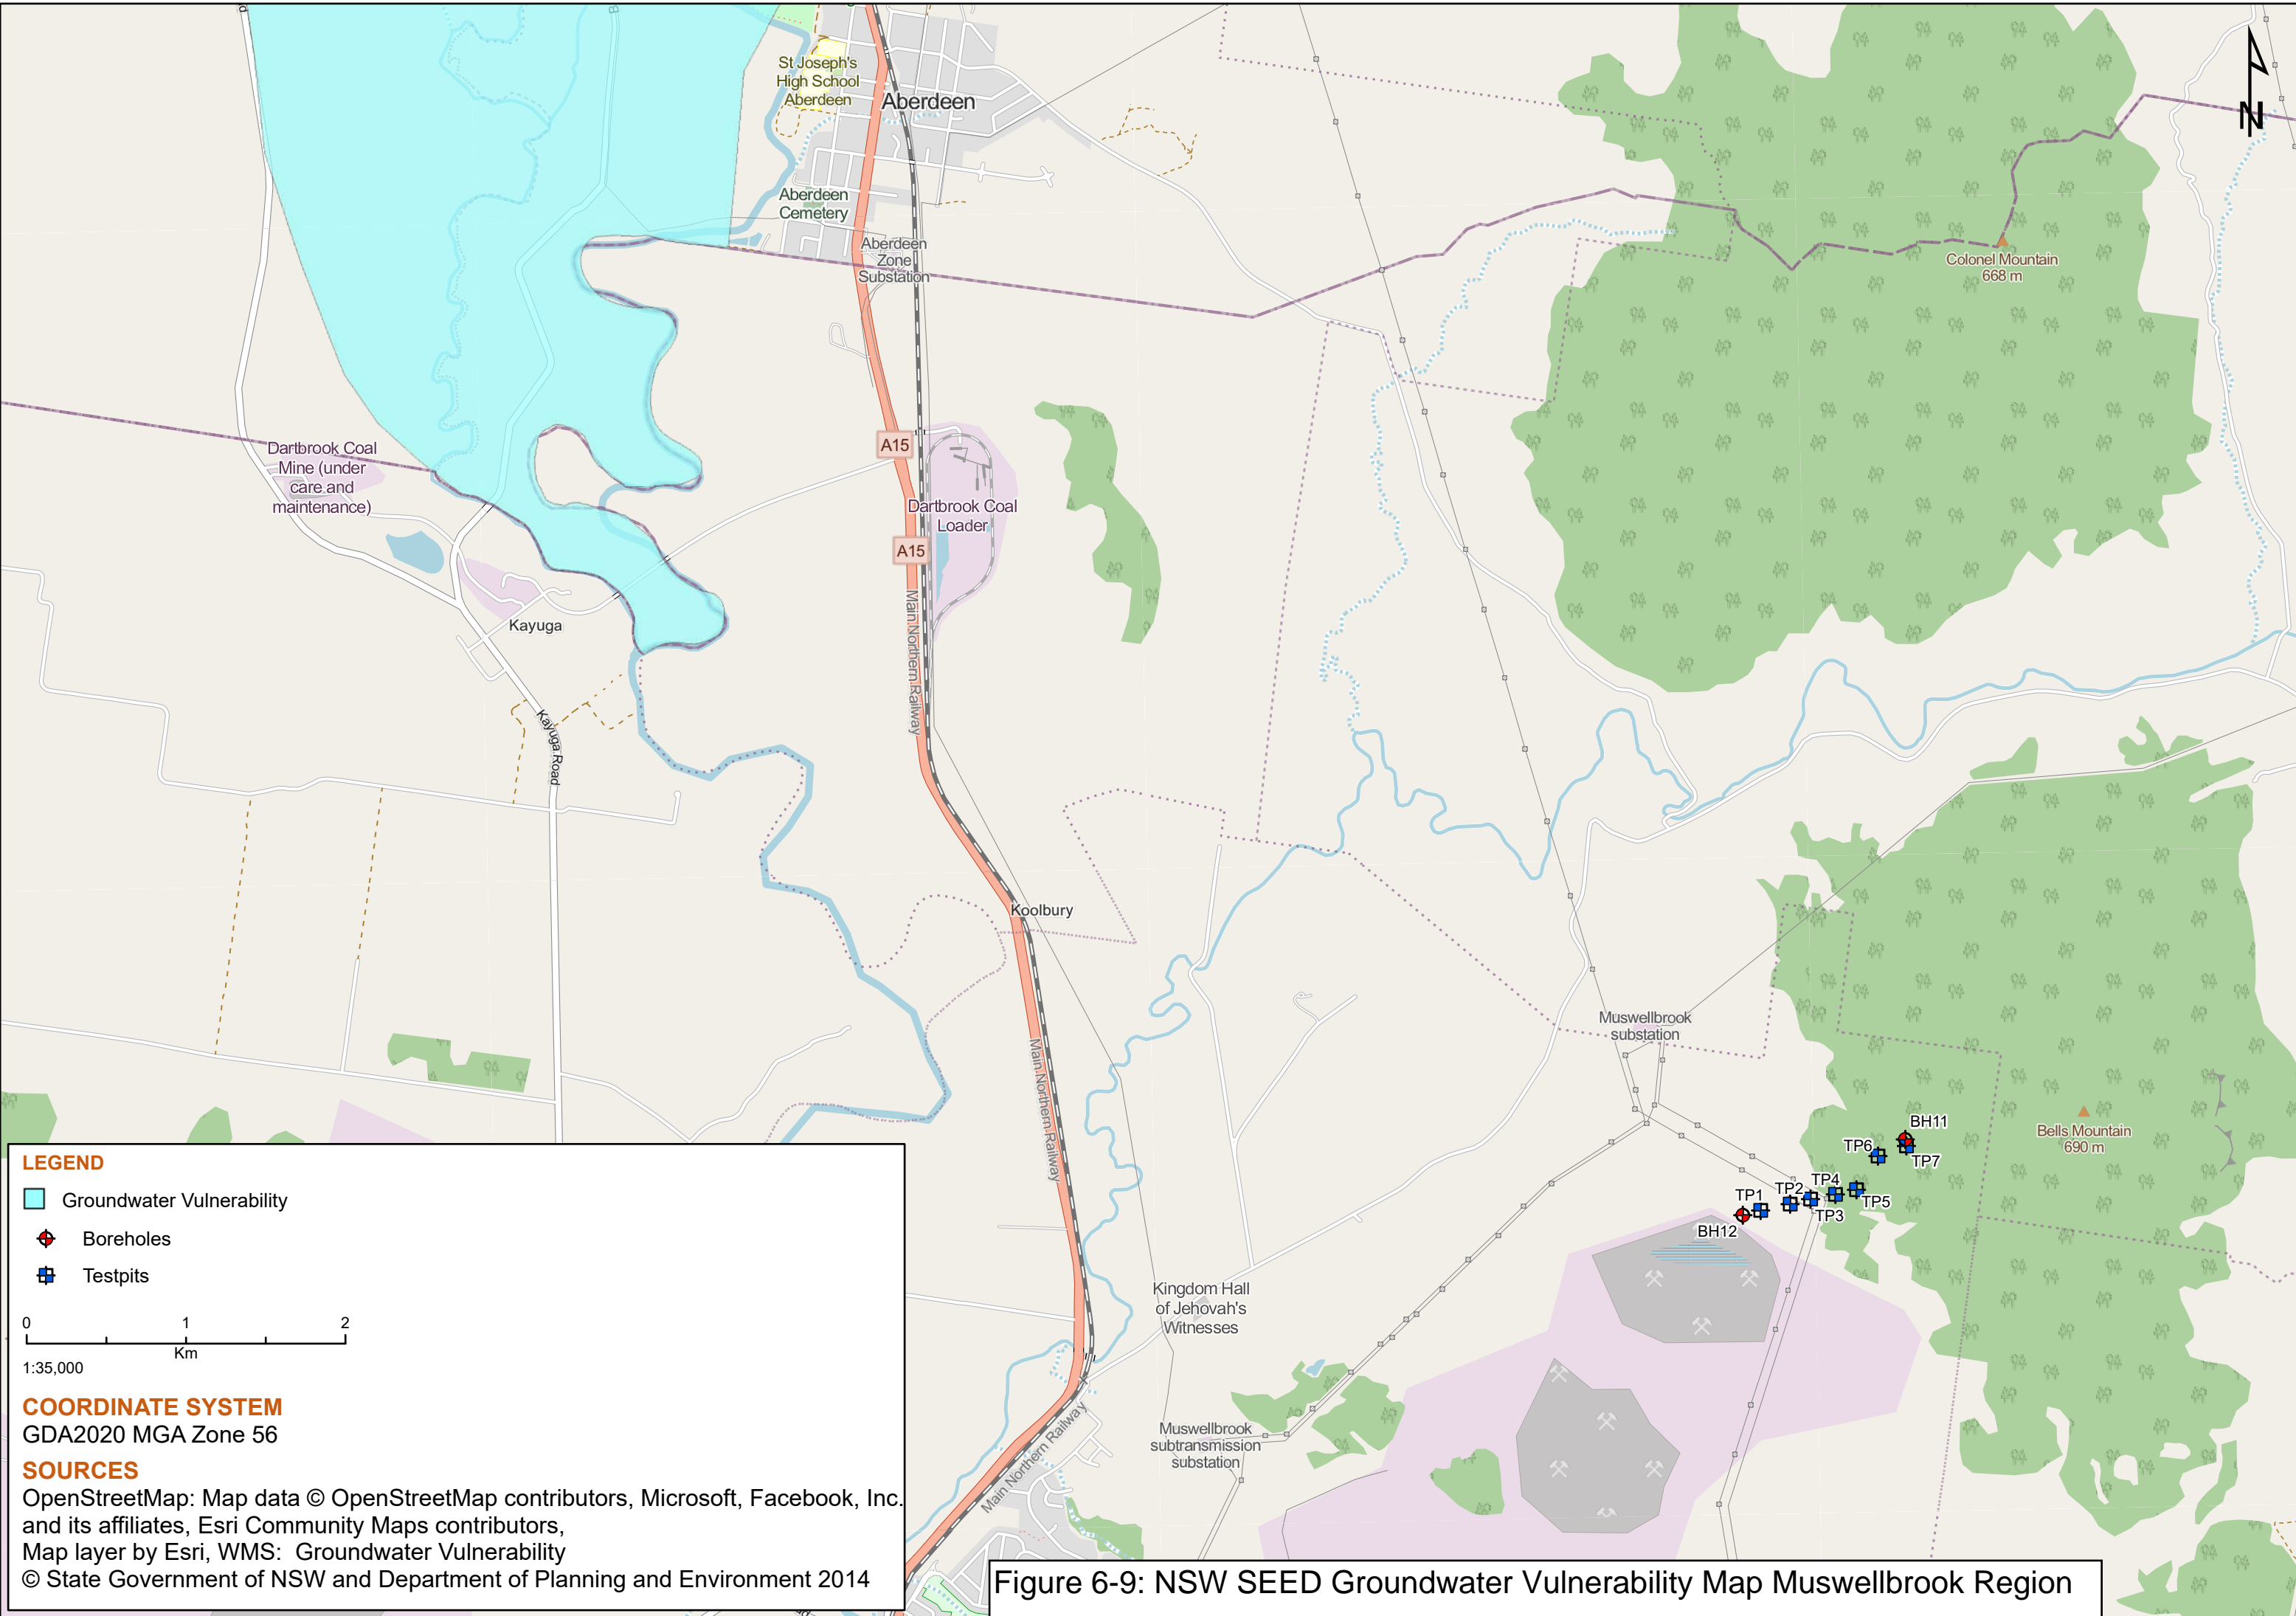 St Joseph's
High School
Aberdeen
Aberdeen
N
Aberdeen
Cemetery
Aberdeen
Zone
Substation
Colonel Mountain
668 m
A15
Dartbrook Coal
Mine (under
care and
maintenance)
Dartbrook Coal
Loader
A15
Main Northern Railway
Kayuga
Kayuga Road
Koolbury
Muswellbrook
substation
Main Northern Railway
BH11
Bells Mountain
690 m
TP6
TP7
TP4
TP2
TP1
TP5
TP3
BH12
Kingdom Hall
of Jehovah's
Witnesses
Muswellbrook
subtransmission
substation
Main Northern Railway
LEGEND
Groundwater Vulnerability
Boreholes
Testpits
0 1 2
Km
1:35,000
COORDINATE SYSTEM
GDA2020 MGA Zone 56
SOURCES
OpenStreetMap: Map data © OpenStreetMap contributors, Microsoft, Facebook, Inc.
and its affiliates, Esri Community Maps contributors,
Map layer by Esri, WMS: Groundwater Vulnerability
© State Government of NSW and Department of Planning and Environment 2014
Figure 6-9: NSW SEED Groundwater Vulnerability Map Muswellbrook Region